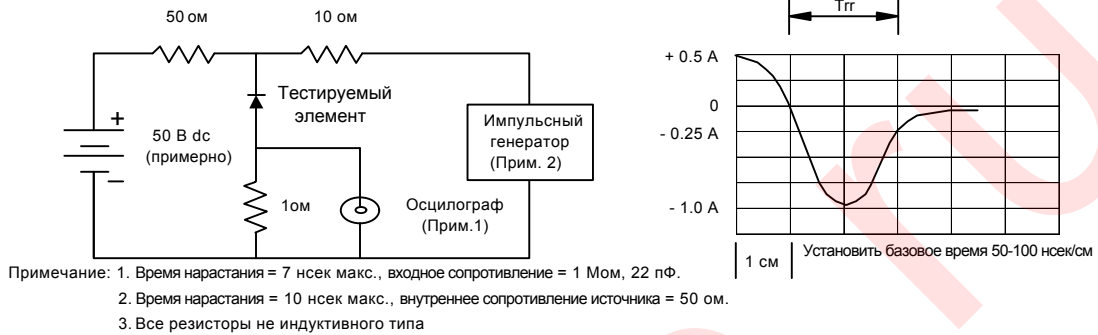 50 ом
10 ом
Тестируемый
элемент
+
50 В dc
(примерно)
–
1ом
Осцилограф
(Прим.1)
Импульсный
генератор
(Прим. 2)
Trr
+ 0.5 А
0
- 0.25 А
- 1.0 А
1 см
Установить базовое время 50-100 нсек/см
Примечание: 1. Время нарастания = 7 нсек макс., входное сопротивление = 1 Мом, 22 пФ.
2. Время нарастания = 10 нсек макс., внутреннее сопротивление источника = 50 ом.
3. Все резисторы не индуктивного типа